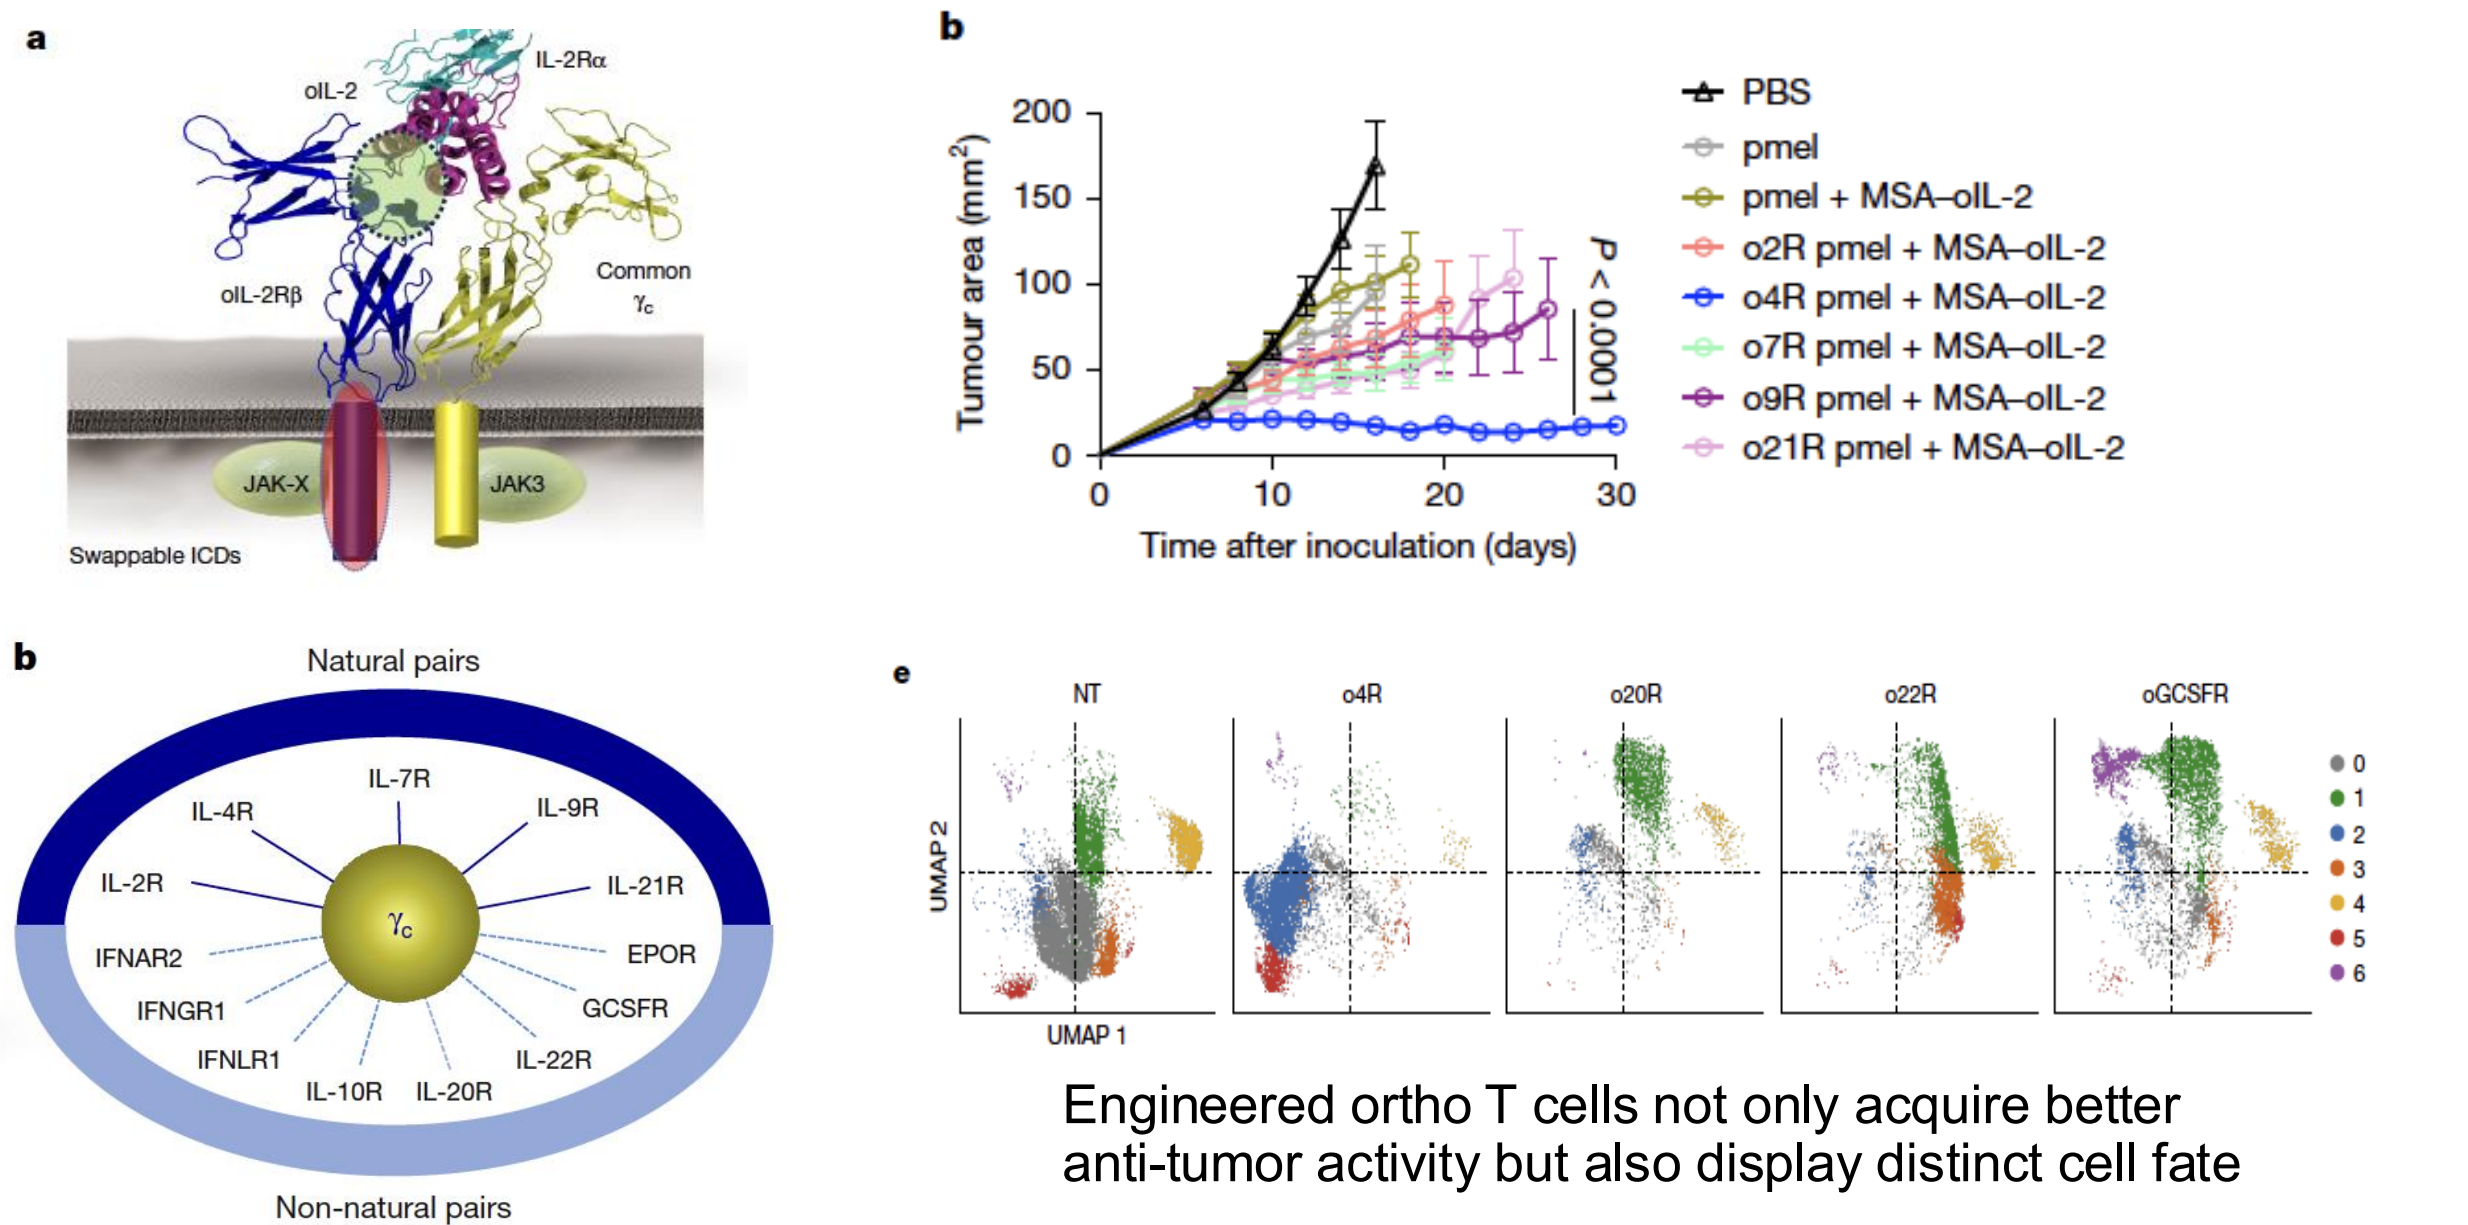 a
IL-2Rα
oIL-2
oIL-2Rβ
Common
γc
JAK-X
JAK3
Swappable ICDs
b
Tumour area (mm²)
200
150
100
50
0
0 10 20 30
Time after inoculation (days)
P < 0.0001
PBS
pmel
pmel + MSA–oIL-2
o2R pmel + MSA–oIL-2
o4R pmel + MSA–oIL-2
o7R pmel + MSA–oIL-2
o9R pmel + MSA–oIL-2
o21R pmel + MSA–oIL-2
b
Natural pairs
IL-7R
IL-4R
IL-9R
IL-2R
IL-21R
γc
IFNAR2
EPOR
IFNGR1
GCSFR
IFNLR1
IL-22R
IL-10R
IL-20R
Non-natural pairs
e
NT
o4R
o20R
o22R
oGCSFR
UMAP 2
UMAP 1
0
1
2
3
4
5
6
Engineered ortho T cells not only acquire better
anti-tumor activity but also display distinct cell fate